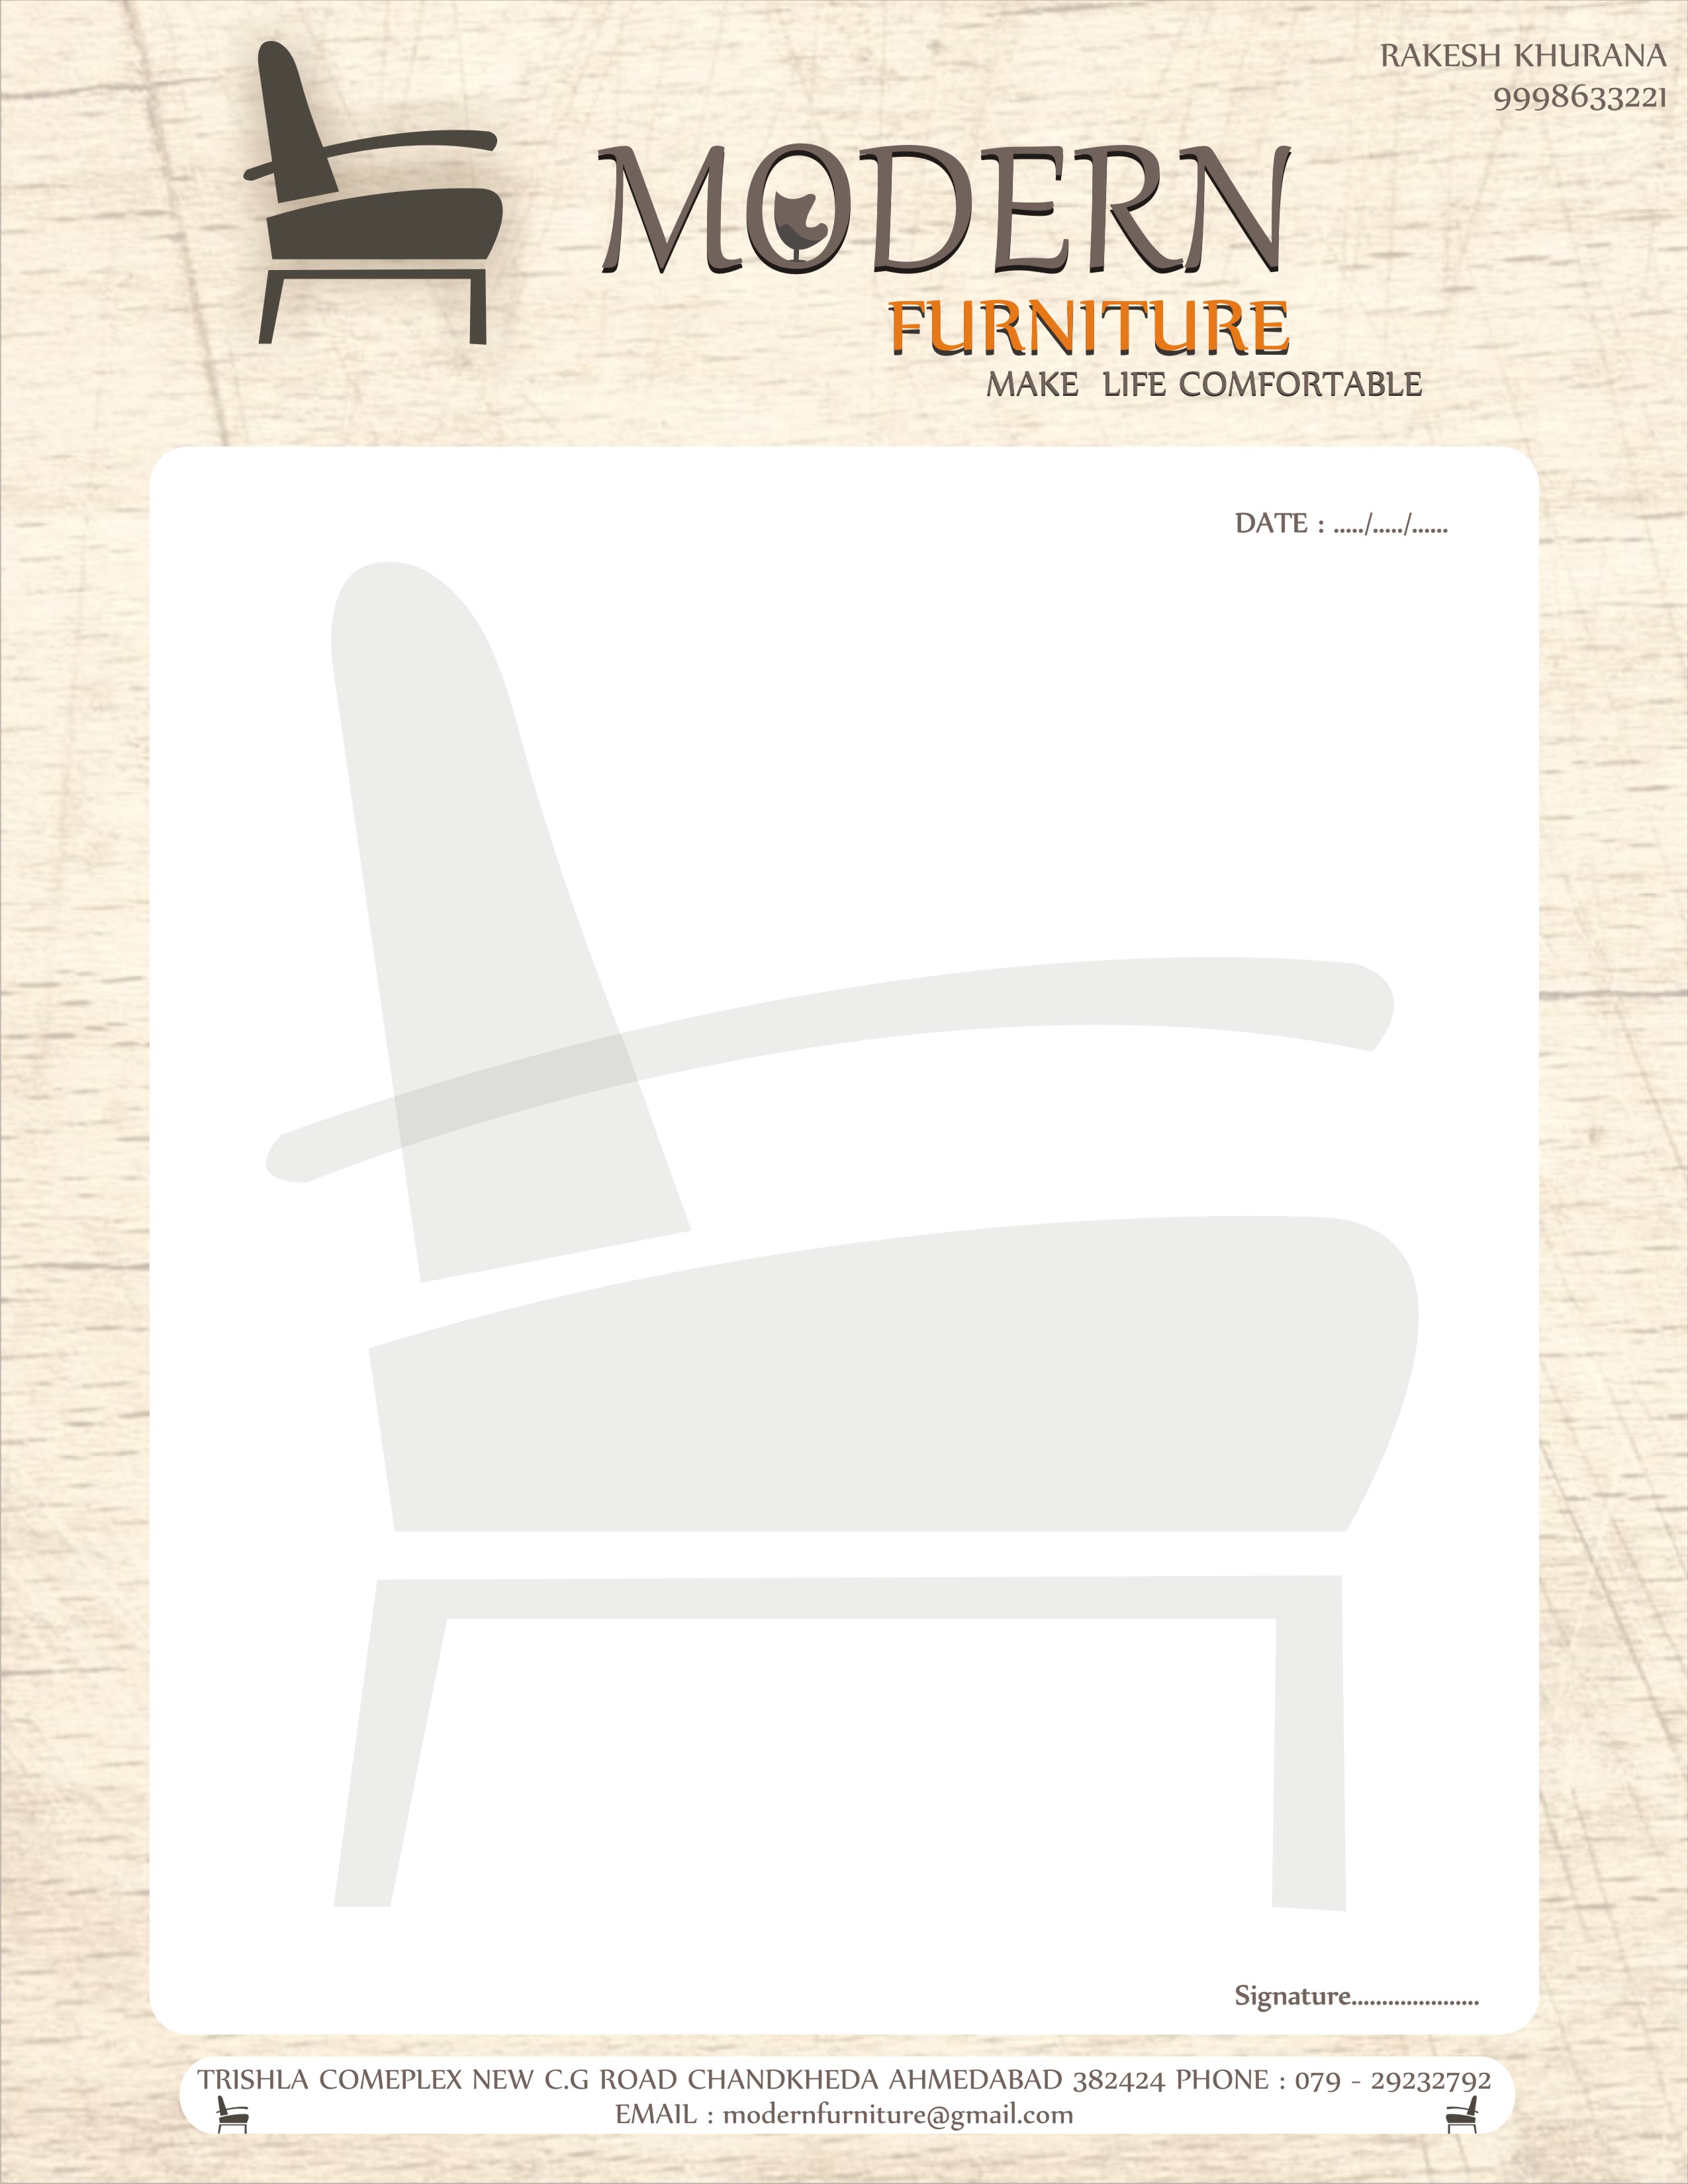 RAKESH KHURANA
9998633221
MODERN
FURNITURE
MAKE LIFE COMFORTABLE
DATE : ...../...../......
Signature.....................
TRISHLA COMEPLEX NEW C.G ROAD CHANDKHEDA AHMEDABAD 382424 PHONE : 079 - 29232792
EMAIL : modernfurniture@gmail.com